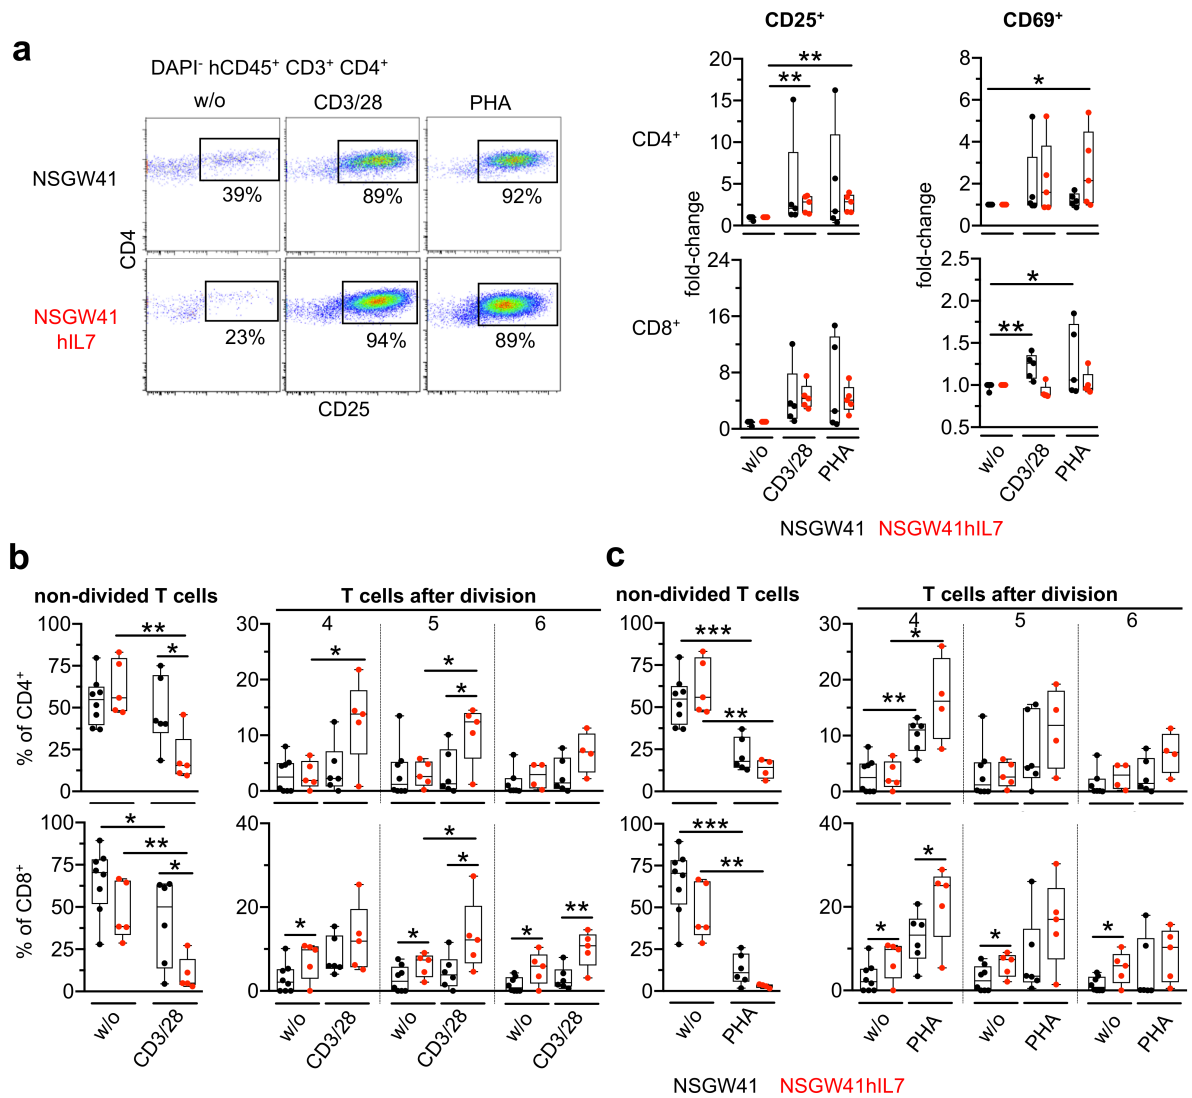 a
DAPI⁻ hCD45⁺ CD3⁺ CD4⁺
w/o CD3/28 PHA
NSGW41
39% 89% 92%
CD4
NSGW41
hIL7
23% 94% 89%
CD25
CD25⁺ CD69⁺
CD4⁺
CD8⁺
fold-change
20
15
10
5
0
** **
fold-change
8
6
4
2
0
*
24
16
8
0
2.5
2.0
1.5
1.0
0.5
** *
w/o CD3/28 PHA
w/o CD3/28 PHA
NSGW41 NSGW41hIL7
b
non-divided T cells T cells after division
4 5 6
% of CD4⁺
100
75
50
25
0
** *
30
20
10
0
* * *
% of CD8⁺
100
75
50
25
0
* ** *
40
20
0
* * * * * **
w/o CD3/28
w/o CD3/28 w/o CD3/28 w/o CD3/28
c
non-divided T cells T cells after division
4 5 6
100
75
50
25
0
*** **
30
20
10
0
* **
100
75
50
25
0
*** **
40
20
0
* * * *
w/o PHA
w/o PHA w/o PHA w/o PHA
NSGW41 NSGW41hIL7